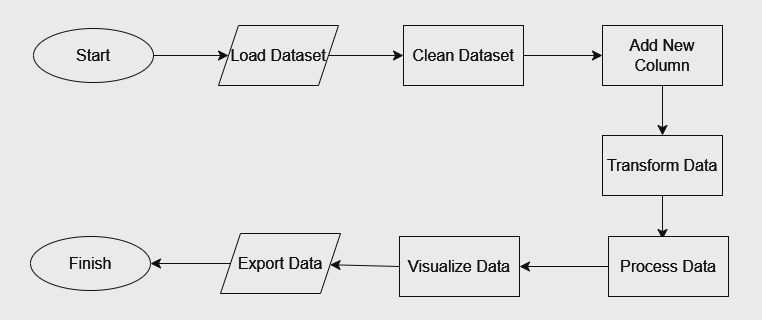 Start
Load Dataset
Clean Dataset
Add New
Column
Transform Data
Process Data
Visualize Data
Export Data
Finish